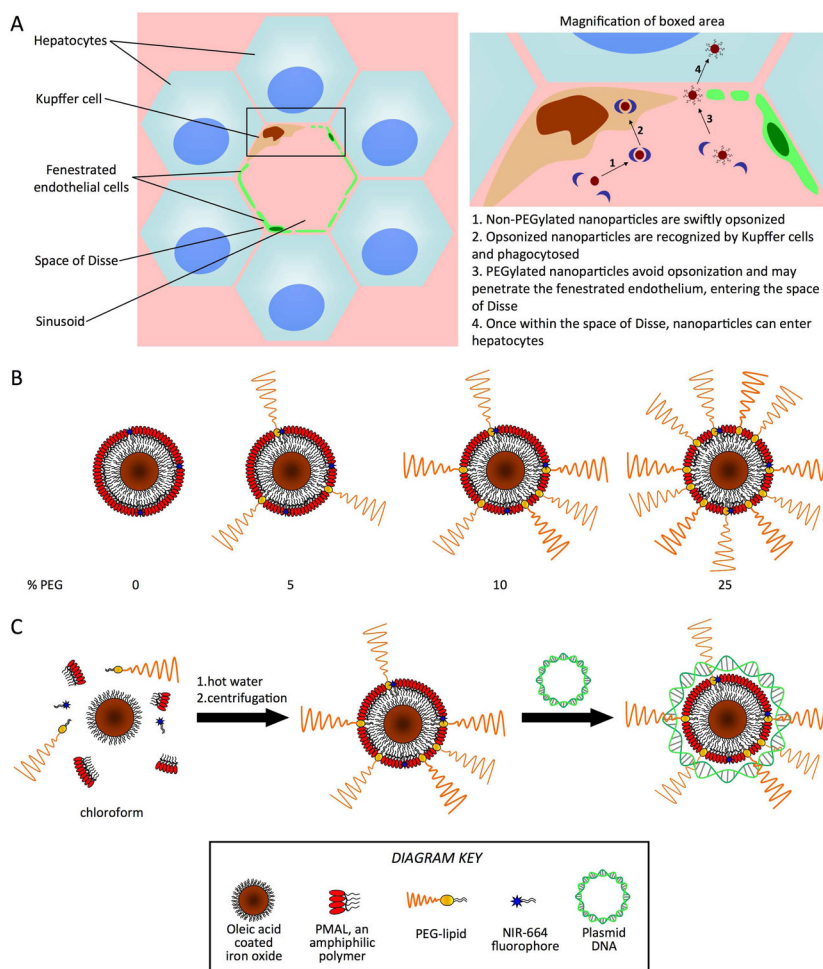 A
Hepatocytes
Kupffer cell
Fenestrated
endothelial cells
Space of Disse
Sinusoid
Magnification of boxed area
4
3
2
1
1. Non-PEGylated nanoparticles are swiftly opsonized
2. Opsonized nanoparticles are recognized by Kupffer cells
and phagocytosed
3. PEGylated nanoparticles avoid opsonization and may
penetrate the fenestrated endothelium, entering the space
of Disse
4. Once within the space of Disse, nanoparticles can enter
hepatocytes
B
% PEG 0 5 10 25
C
1.hot water
2.centrifugation
chloroform
DIAGRAM KEY
Oleic acid
coated
iron oxide
PMAL, an
amphiphilic
polymer
PEG-lipid
NIR-664
fluorophore
Plasmid
DNA